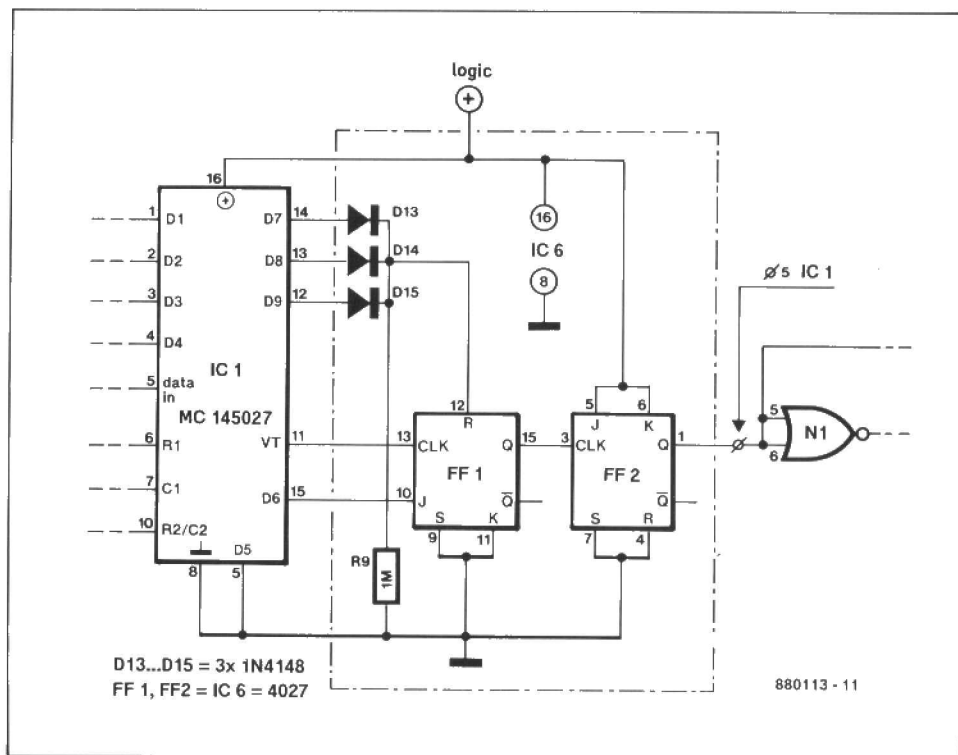 logic
+
16
+
1 D1 D7 14 D13
2 D2 D8 13 D14
3 D3 D9 12 D15
4 D4
IC 1
5 data in
MC 145027
6 R1 VT 11
7 C1 D6 15
10 R2/C2
D5
8 5
16
IC 6
8
⌀5 IC 1
12
R
13 CLK Q 15
FF 1
10 J Q̅
S K
9 11
5 6
J K
3 CLK Q 1
FF 2
Q̅
S R
7 4
5
N1
6
R9 1M
D13...D15 = 3x 1N4148
FF 1, FF2 = IC 6 = 4027
880113 - 11